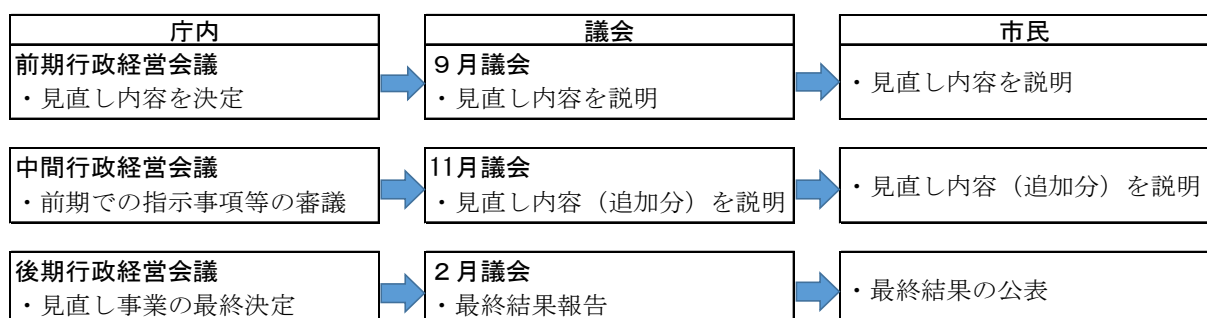 庁内
議会
市民
前期行政経営会議
・見直し内容を決定
９月議会
・見直し内容を説明
・見直し内容を説明
中間行政経営会議
・前期での指示事項等の審議
11月議会
・見直し内容（追加分）を説明
・見直し内容（追加分）を説明
後期行政経営会議
・見直し事業の最終決定
２月議会
・最終結果報告
・最終結果の公表